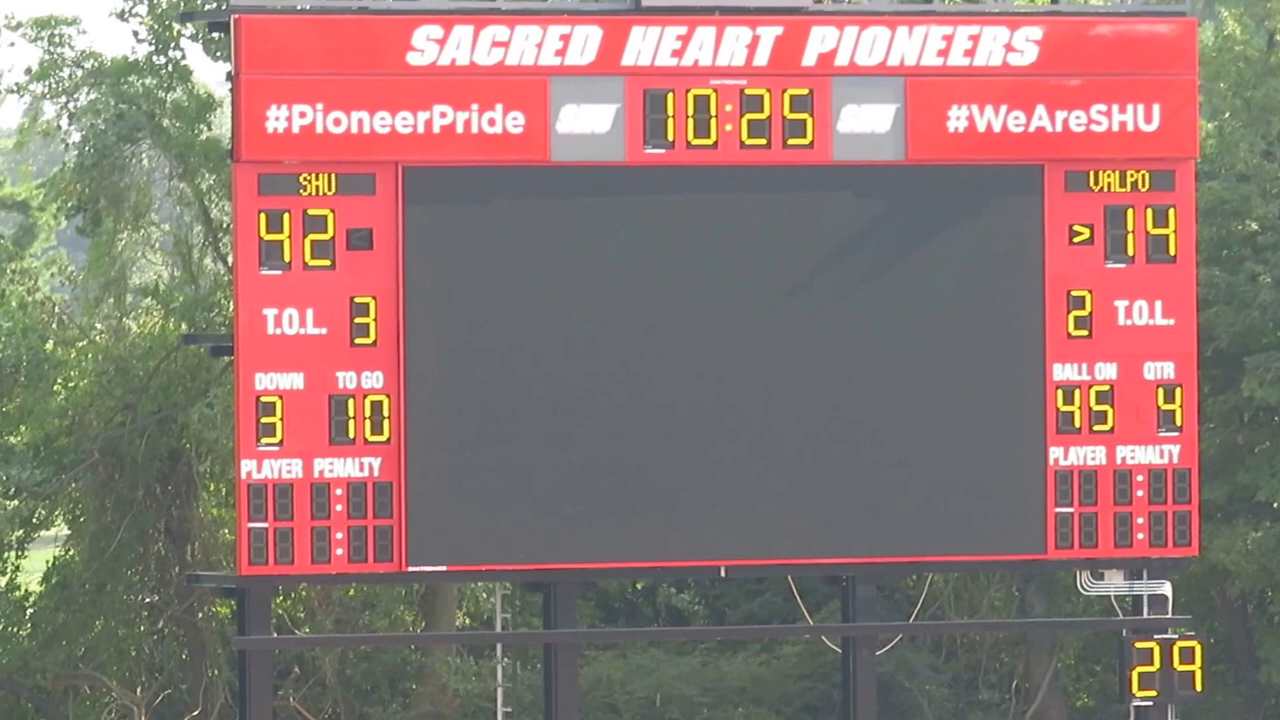 SACRED HEART PIONEERS
#PioneerPride SHU 10:25 SHU #WeAreSHU
SHU
42
T.O.L. 3
DOWN TO GO
3 10
PLAYER PENALTY
VALPO
> 14
2 T.O.L.
BALL ON QTR
45 4
PLAYER PENALTY
29